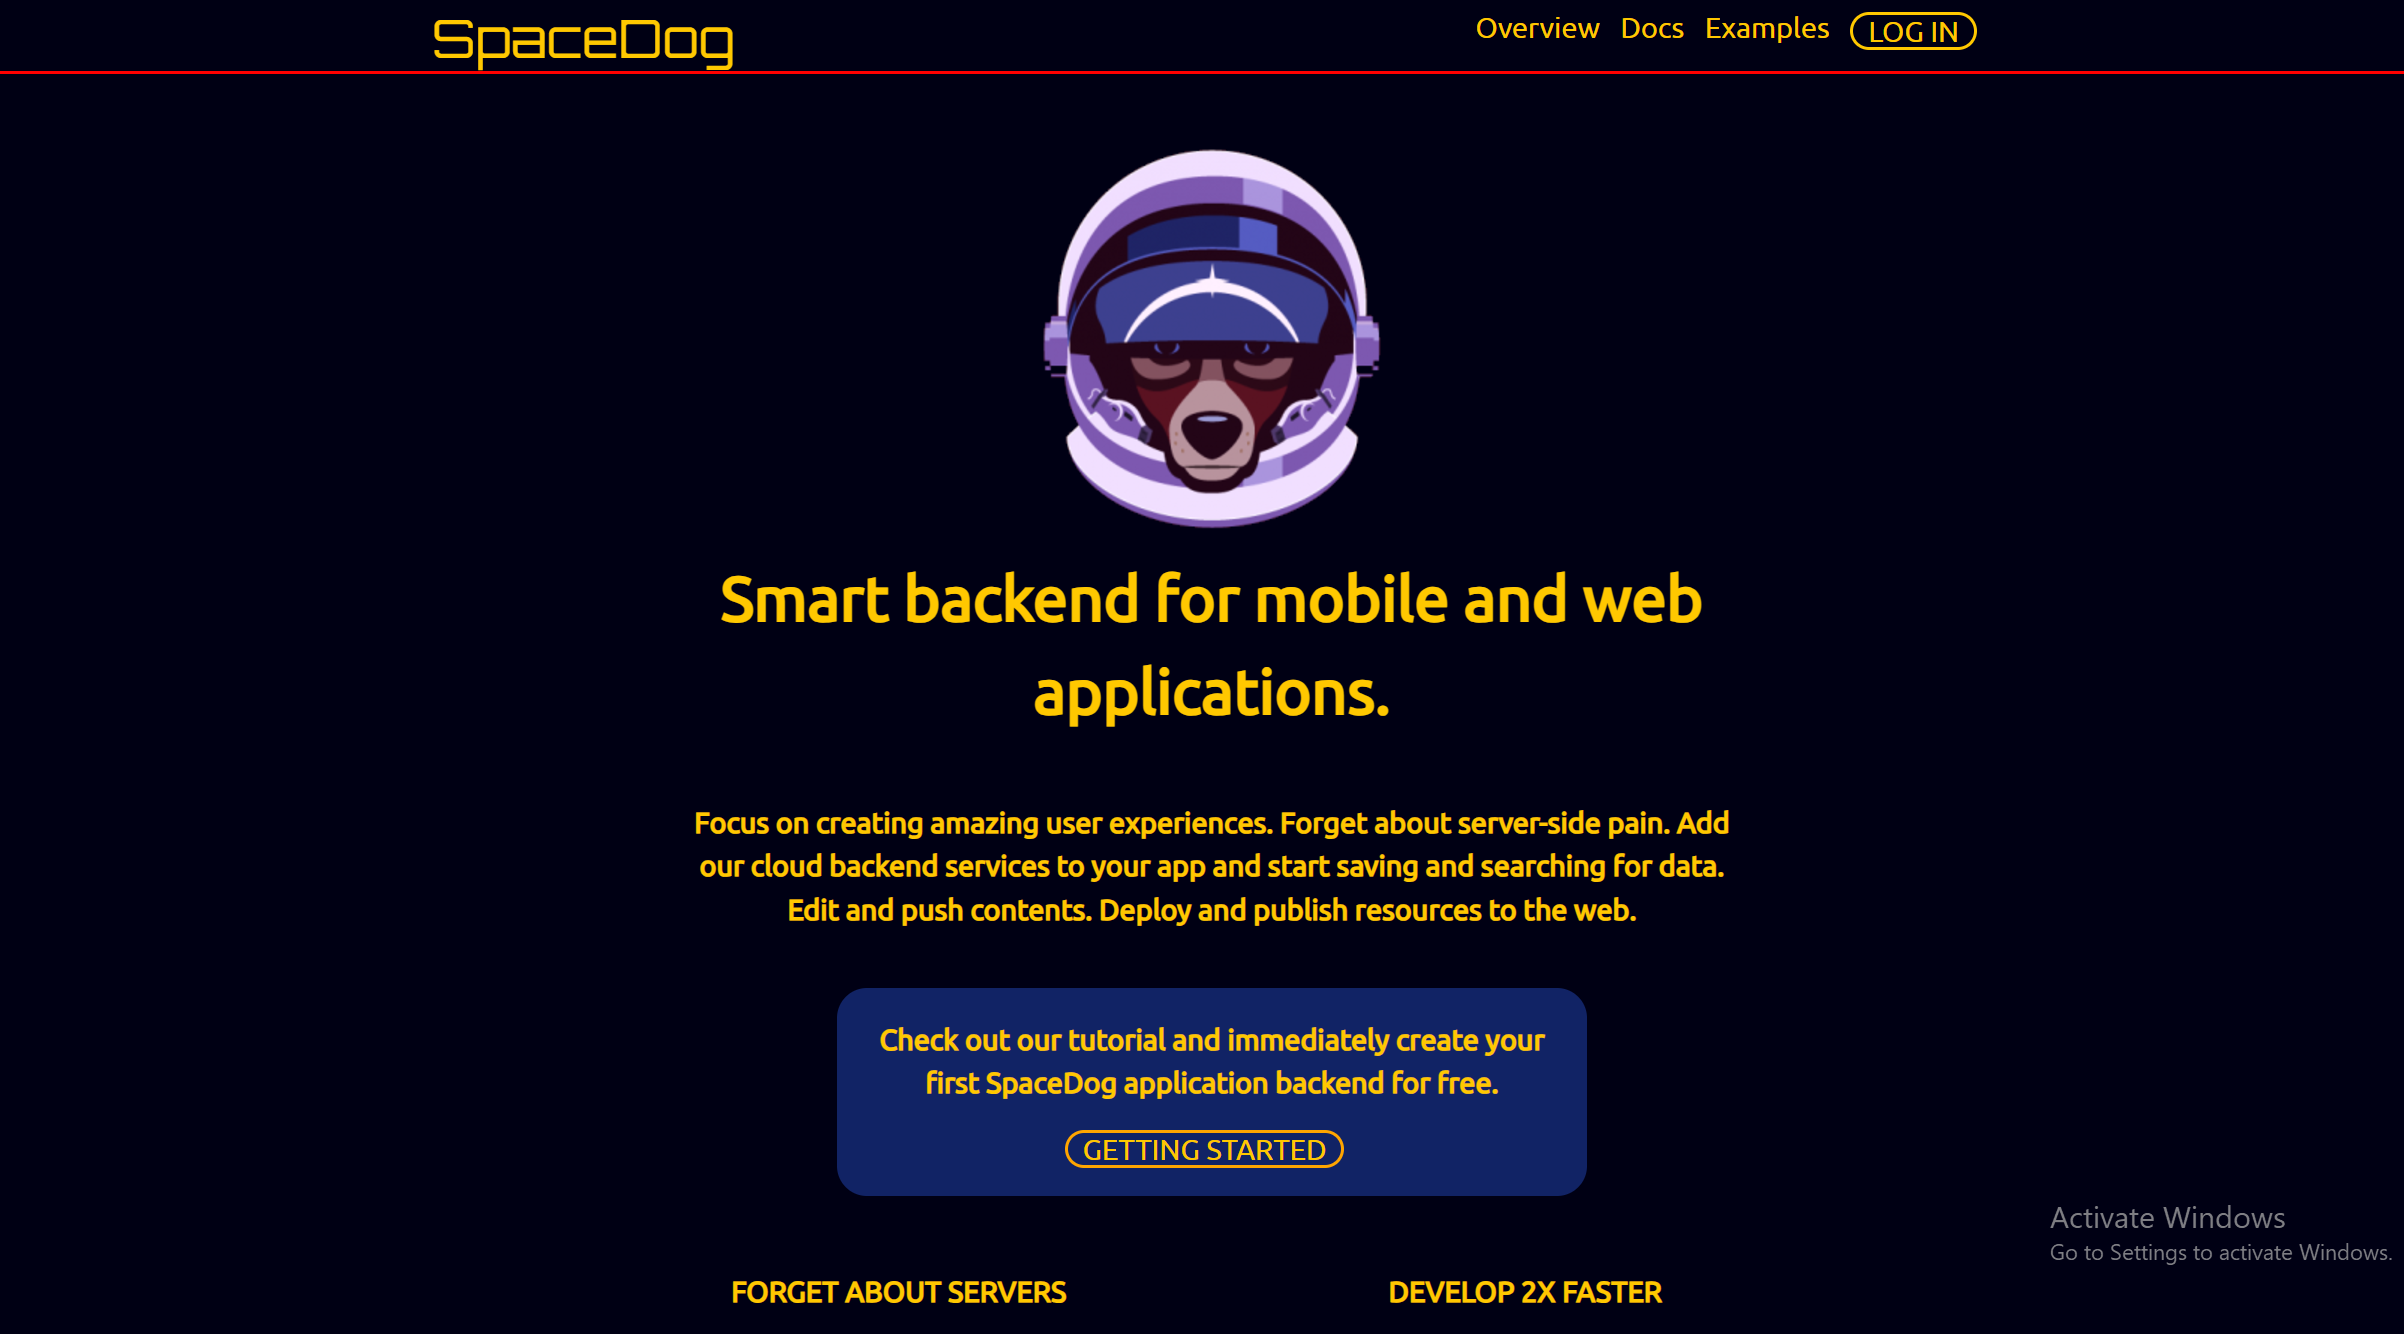 SpaceDog
Overview Docs Examples LOG IN
Smart backend for mobile and web
applications.
Focus on creating amazing user experiences. Forget about server-side pain. Add
our cloud backend services to your app and start saving and searching for data.
Edit and push contents. Deploy and publish resources to the web.
Check out our tutorial and immediately create your
first SpaceDog application backend for free.
GETTING STARTED
Activate Windows
Go to Settings to activate Windows.
FORGET ABOUT SERVERS
DEVELOP 2X FASTER